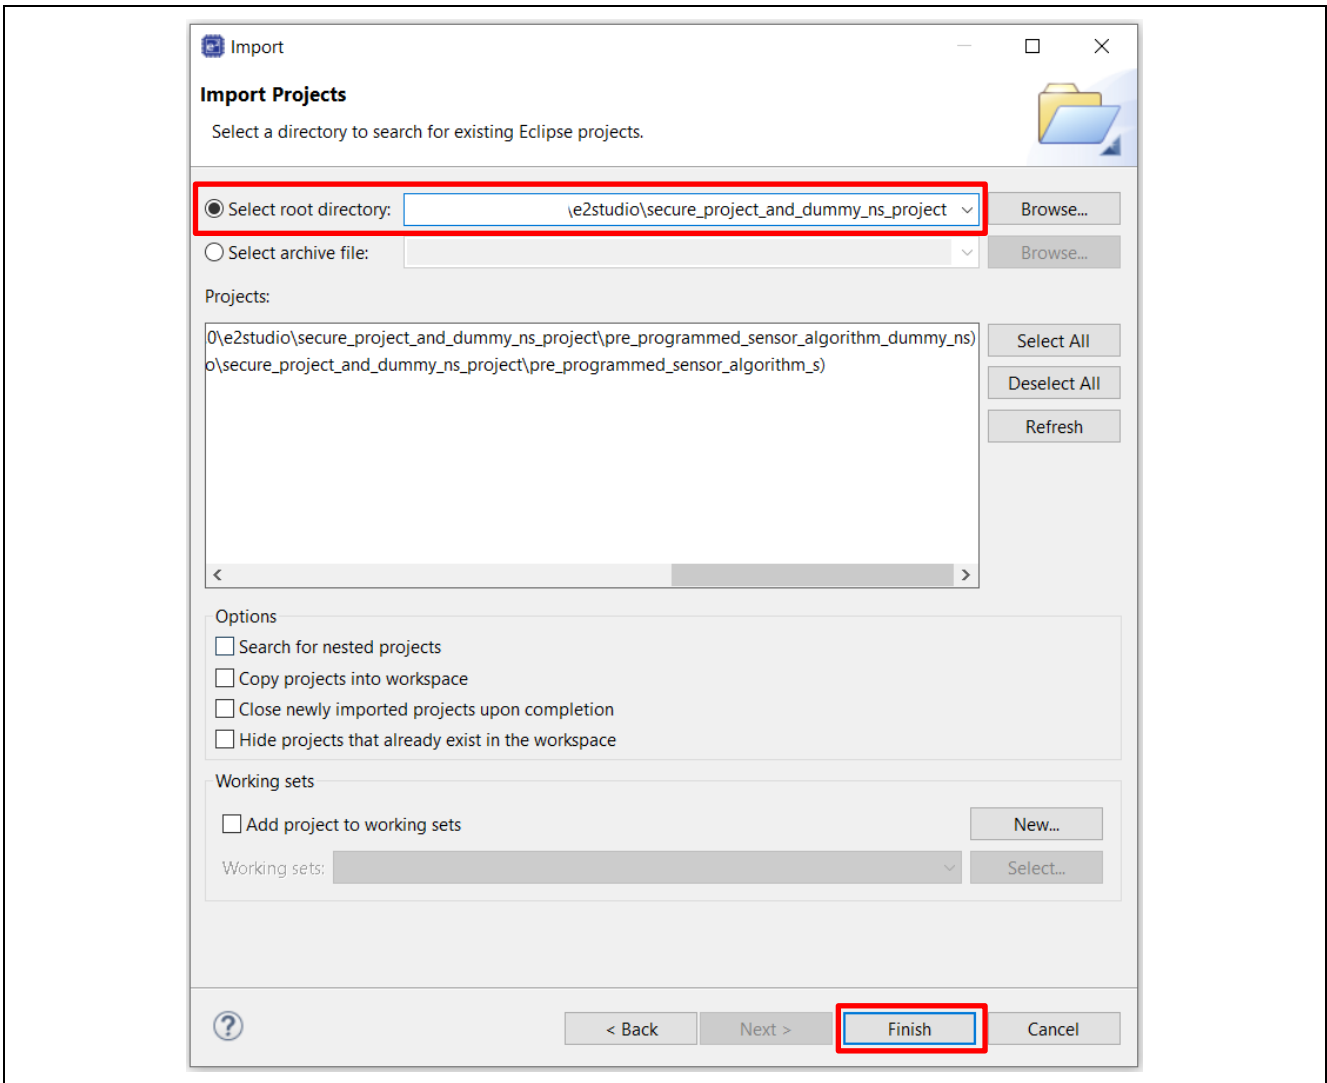 Import
Import Projects
Select a directory to search for existing Eclipse projects.
Select root directory: \e2studio\secure_project_and_dummy_ns_project Browse...
Select archive file: Browse...
Projects:
.0\e2studio\secure_project_and_dummy_ns_project\pre_programmed_sensor_algorithm_dummy_ns)
o\secure_project_and_dummy_ns_project\pre_programmed_sensor_algorithm_s)
Select All
Deselect All
Refresh
Options
Search for nested projects
Copy projects into workspace
Close newly imported projects upon completion
Hide projects that already exist in the workspace
Working sets
Add project to working sets New...
Working sets: Select...
? < Back Next > Finish Cancel